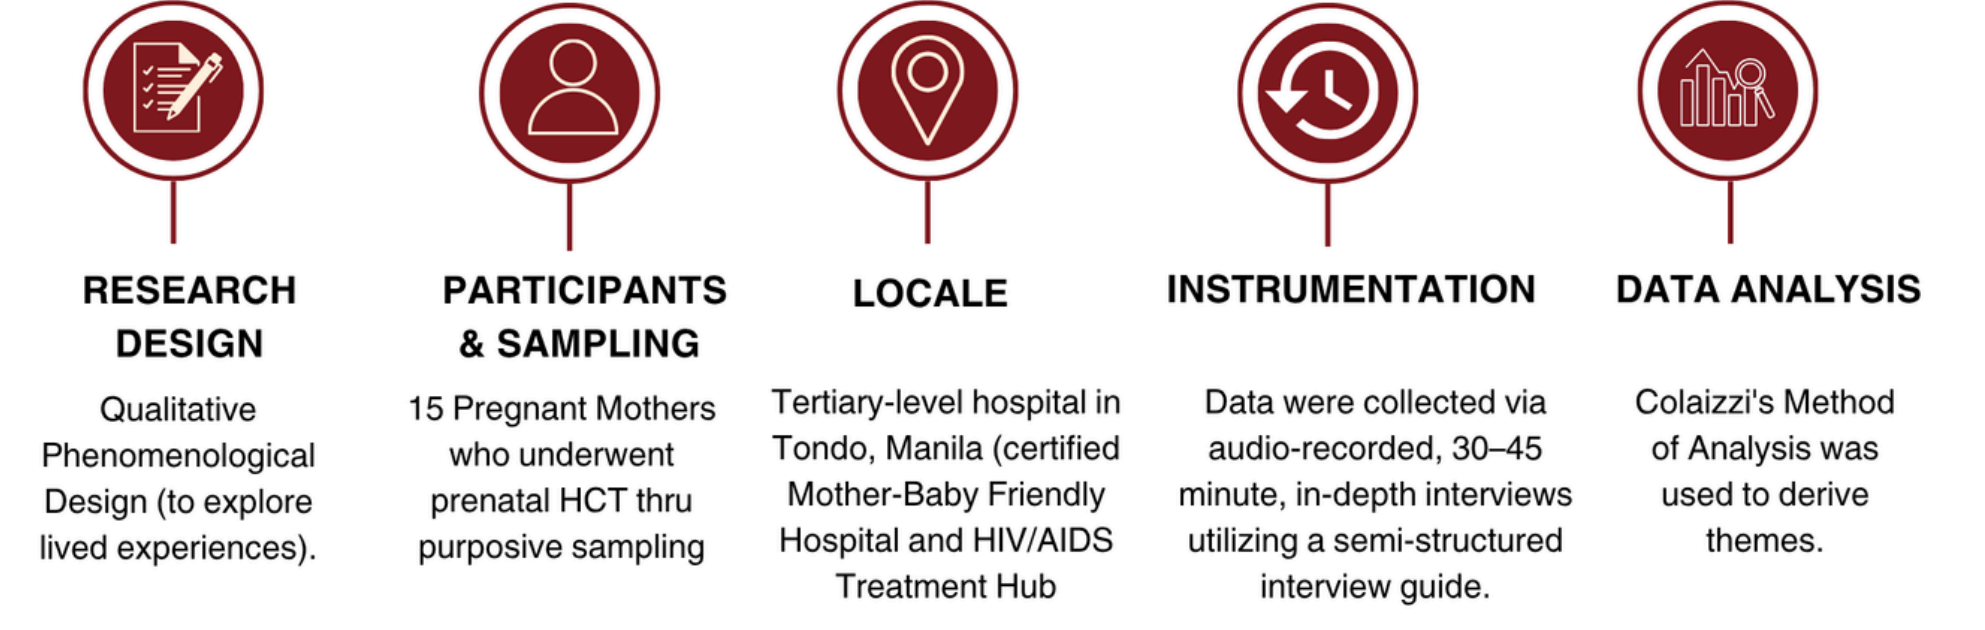 RESEARCH
DESIGN
Qualitative
Phenomenological
Design (to explore
lived experiences).
PARTICIPANTS
& SAMPLING
15 Pregnant Mothers
who underwent
prenatal HCT thru
purposive sampling
LOCALE
Tertiary-level hospital in
Tondo, Manila (certified
Mother-Baby Friendly
Hospital and HIV/AIDS
Treatment Hub
INSTRUMENTATION
Data were collected via
audio-recorded, 30–45
minute, in-depth interviews
utilizing a semi-structured
interview guide.
DATA ANALYSIS
Colaizzi's Method
of Analysis was
used to derive
themes.